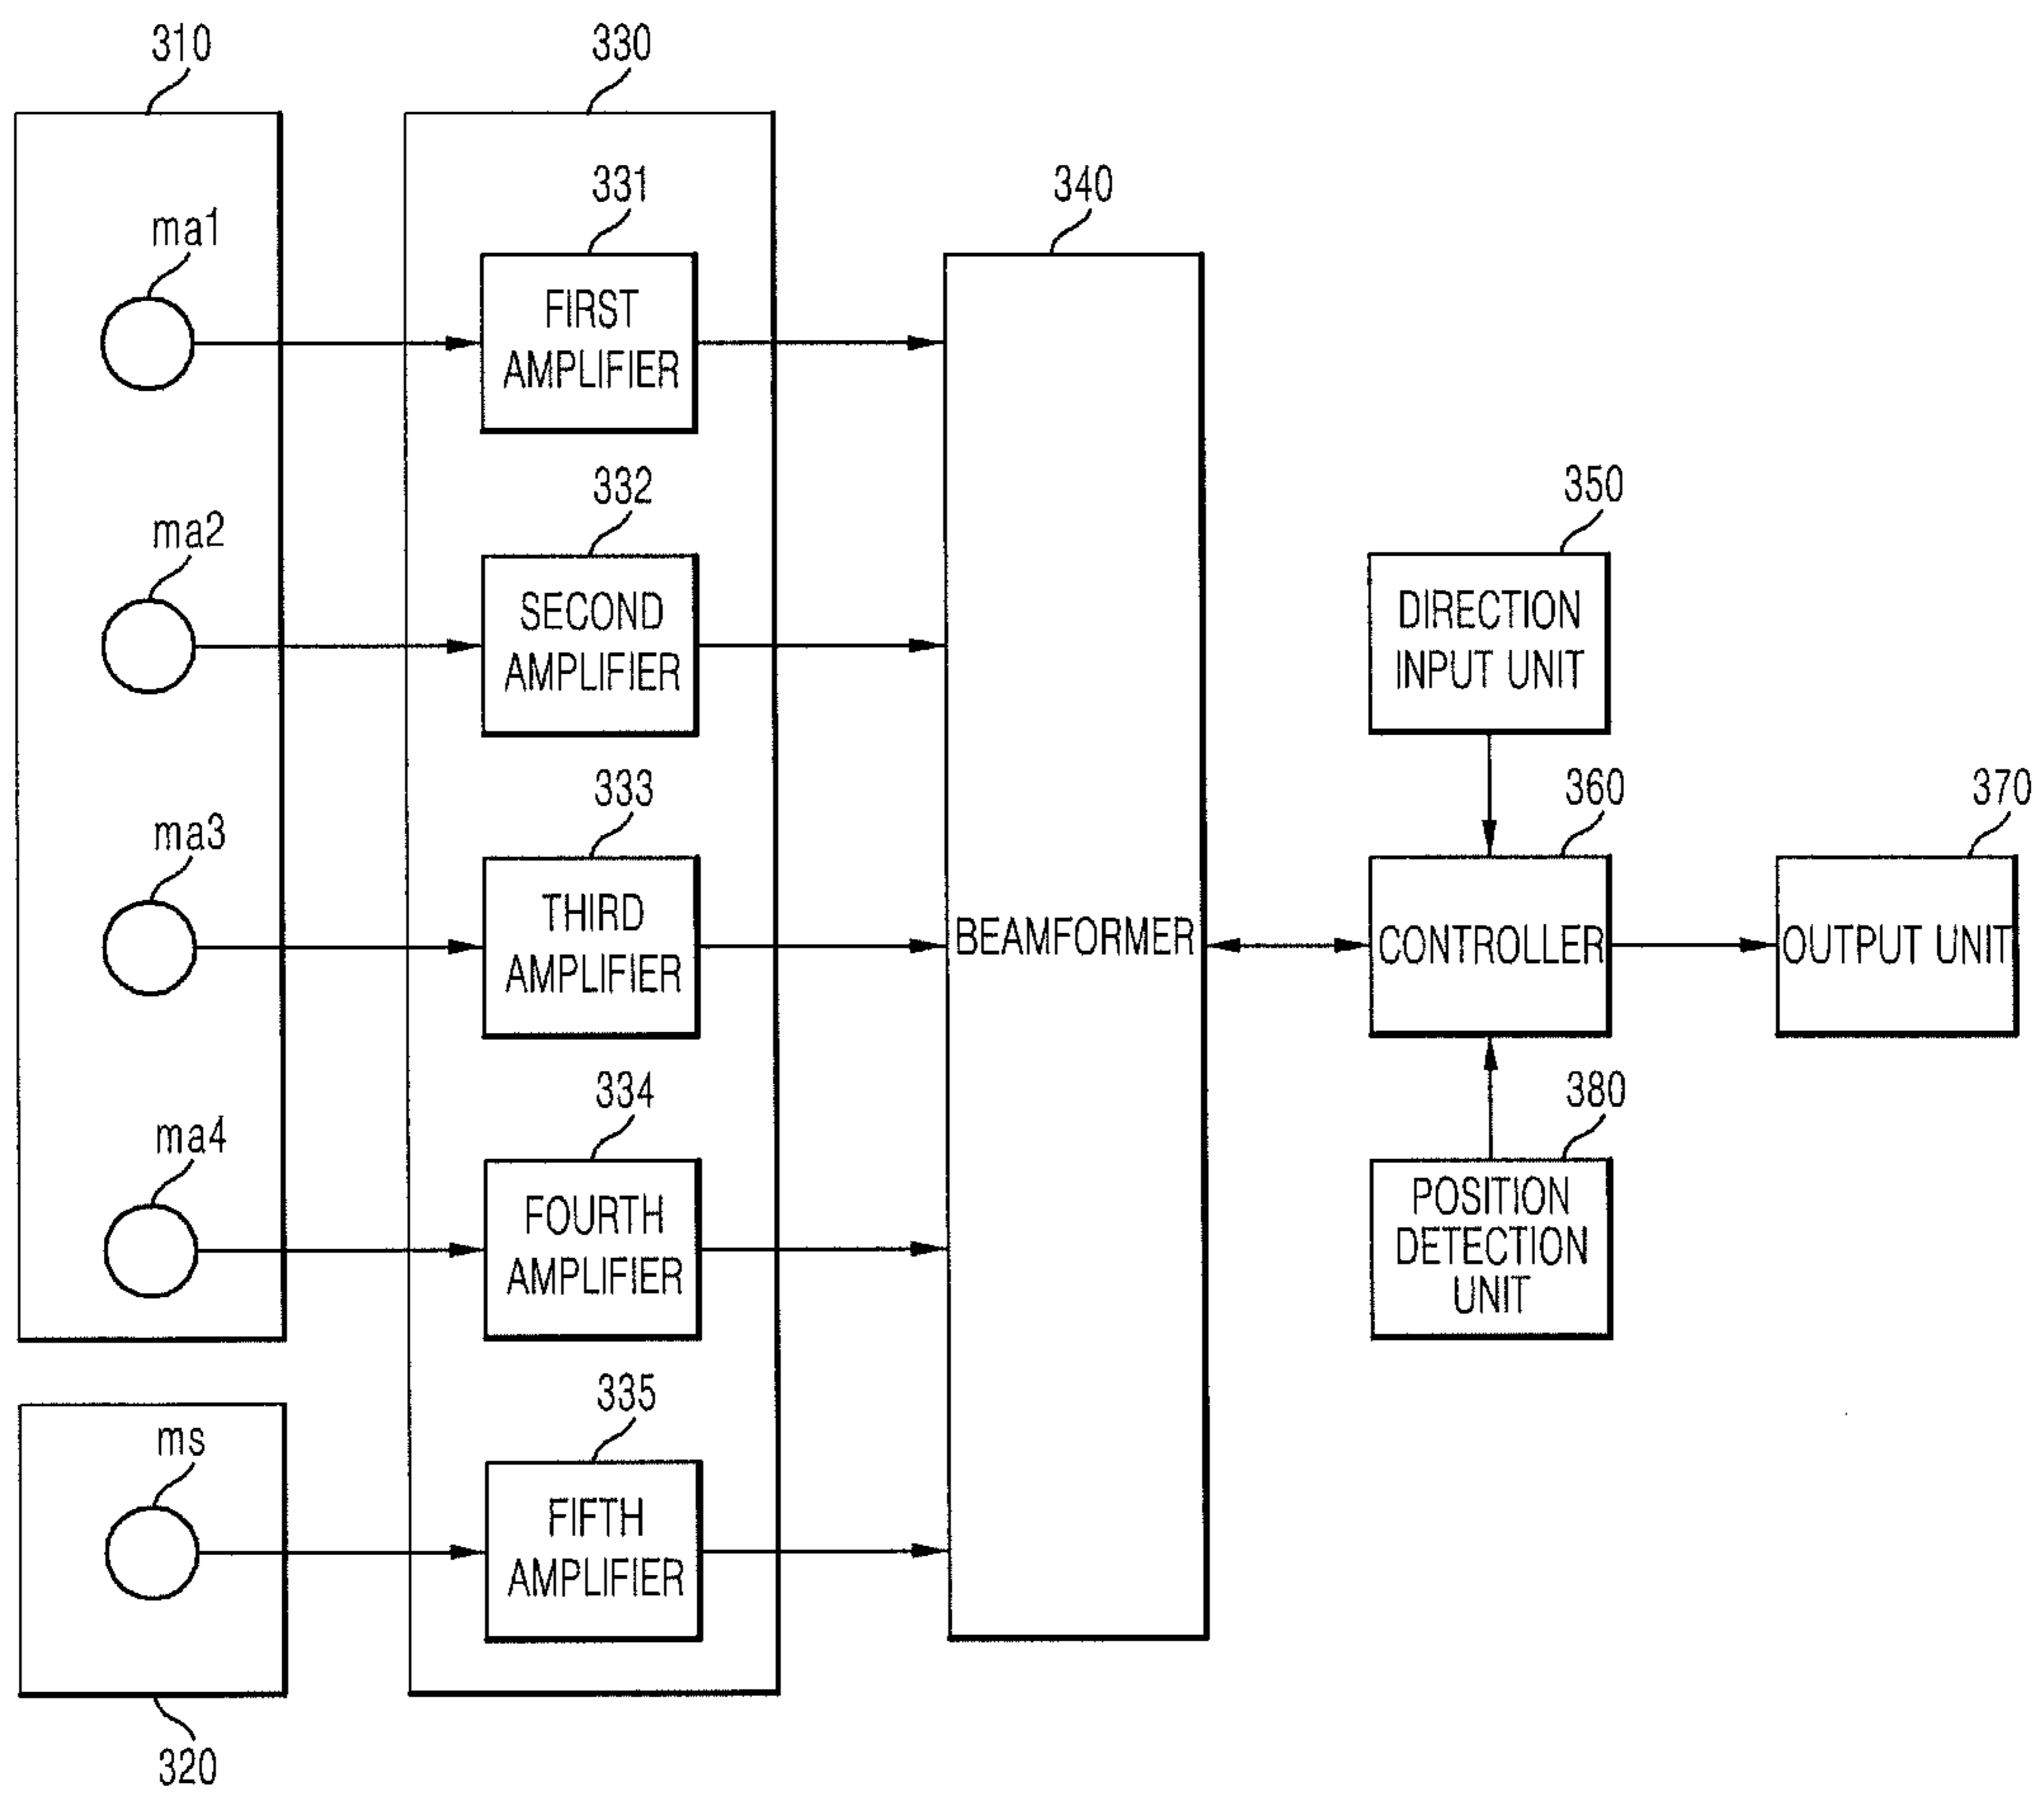 310
330
331
340
ma1
FIRST
AMPLIFIER
332
350
ma2
SECOND
AMPLIFIER
DIRECTION
INPUT UNIT
333
360
370
ma3
THIRD
AMPLIFIER
BEAMFORMER
CONTROLLER
OUTPUT UNIT
334
380
ma4
FOURTH
AMPLIFIER
POSITION
DETECTION
UNIT
335
ms
FIFTH
AMPLIFIER
320